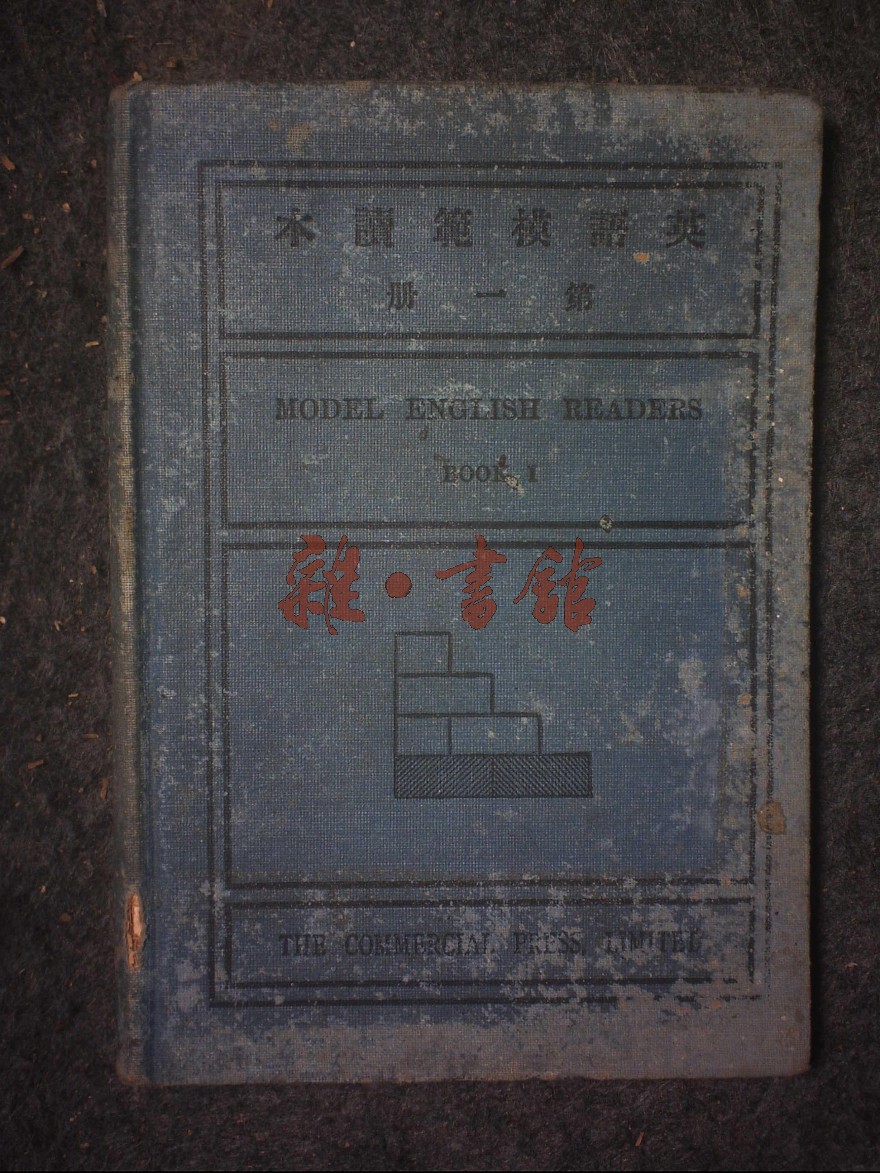 英語模範讀本
第一册
MODEL ENGLISH READERS
BOOK I
雜·書館
THE COMMERCIAL PRESS, LIMITED